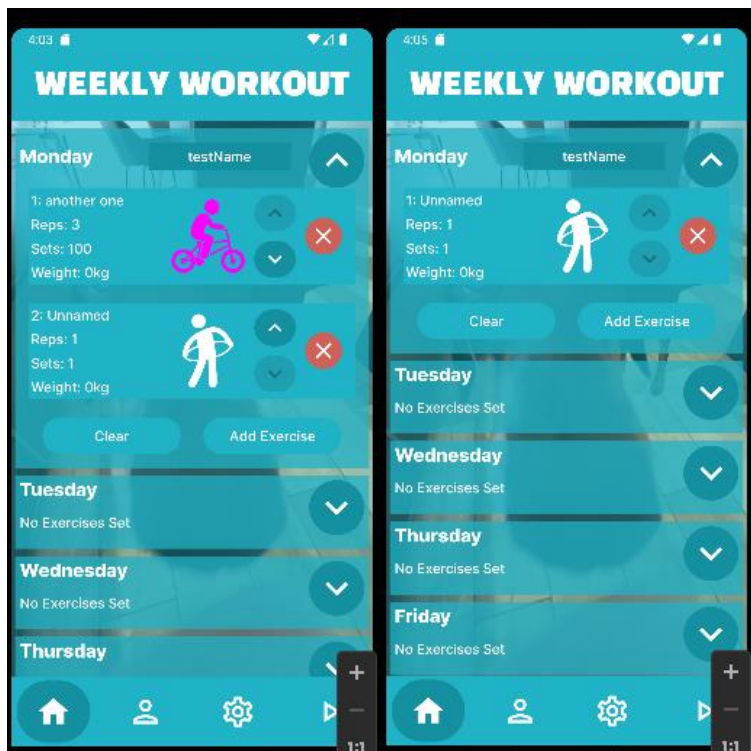 4:03
WEEKLY WORKOUT
Monday
testName
1: another one
Reps: 3
Sets: 100
Weight: 0kg
2: Unnamed
Reps: 1
Sets: 1
Weight: 0kg
Clear
Add Exercise
Tuesday
No Exercises Set
Wednesday
No Exercises Set
Thursday
+
1:1
4:05
WEEKLY WORKOUT
Monday
testName
1: Unnamed
Reps: 1
Sets: 1
Weight: 0kg
Clear
Add Exercise
Tuesday
No Exercises Set
Wednesday
No Exercises Set
Thursday
No Exercises Set
Friday
No Exercises Set
+
1:1